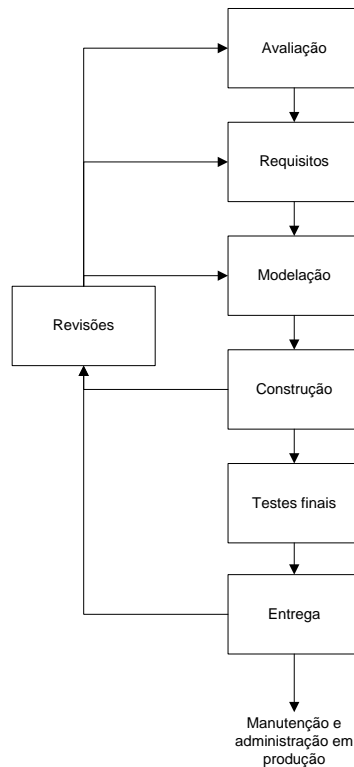 Avaliação
Requisitos
Modelação
Revisões
Construção
Testes finais
Entrega
Manutenção e
administração em
produção